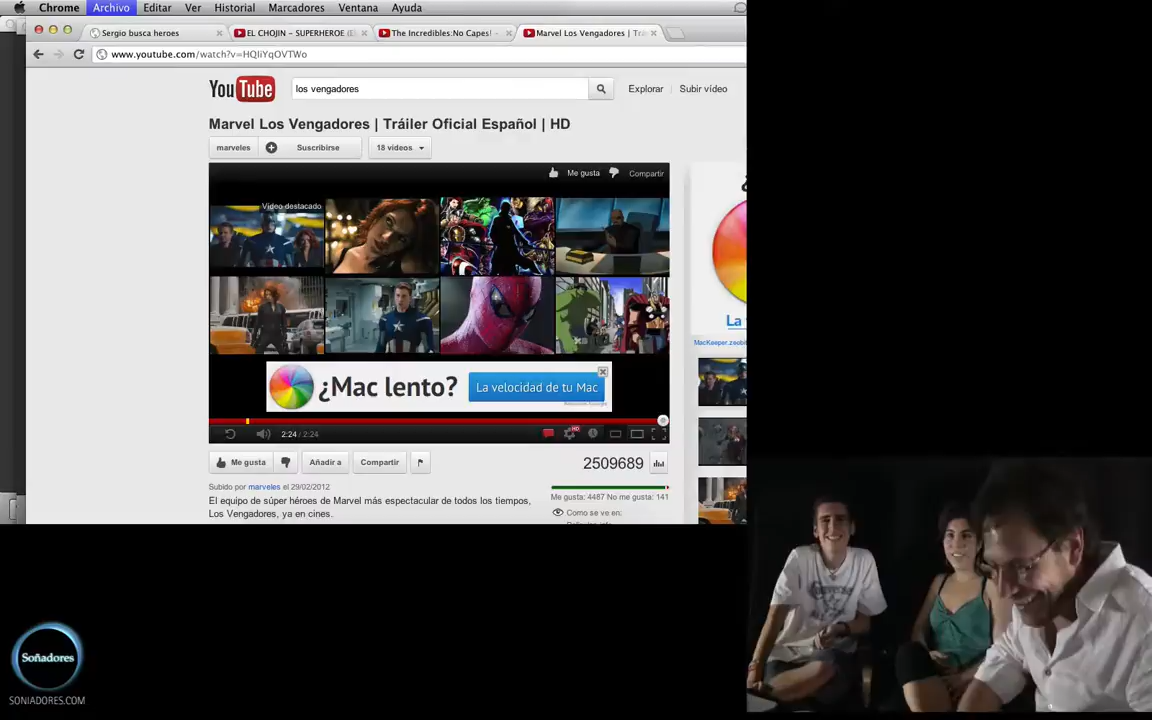 Chrome Archivo Editar Ver Historial Marcadores Ventana Ayuda
Sergio busca heroes
EL CHOJIN - SUPERHEROE (E
The Incredibles:No Capes! -
Marvel Los Vengadores | Trá
www.youtube.com/watch?v=HQIiYqOVTWo
YouTube
los vengadores
Explorar
Subir vídeo
Marvel Los Vengadores | Tráiler Oficial Español | HD
marveles
Suscribirse
18 vídeos
Me gusta
Compartir
Vídeo destacado
¿Mac lento?
La velocidad de tu Mac
La
MacKeeper.zeobit
2:24 / 2:24
HD
Me gusta
Añadir a
Compartir
2509689
Subido por marveles el 29/02/2012
El equipo de súper héroes de Marvel más espectacular de todos los tiempos,
Los Vengadores, ya en cines.
Me gusta: 4487 No me gusta: 141
Como se ve en:
Soñadores
SONIADORES.COM